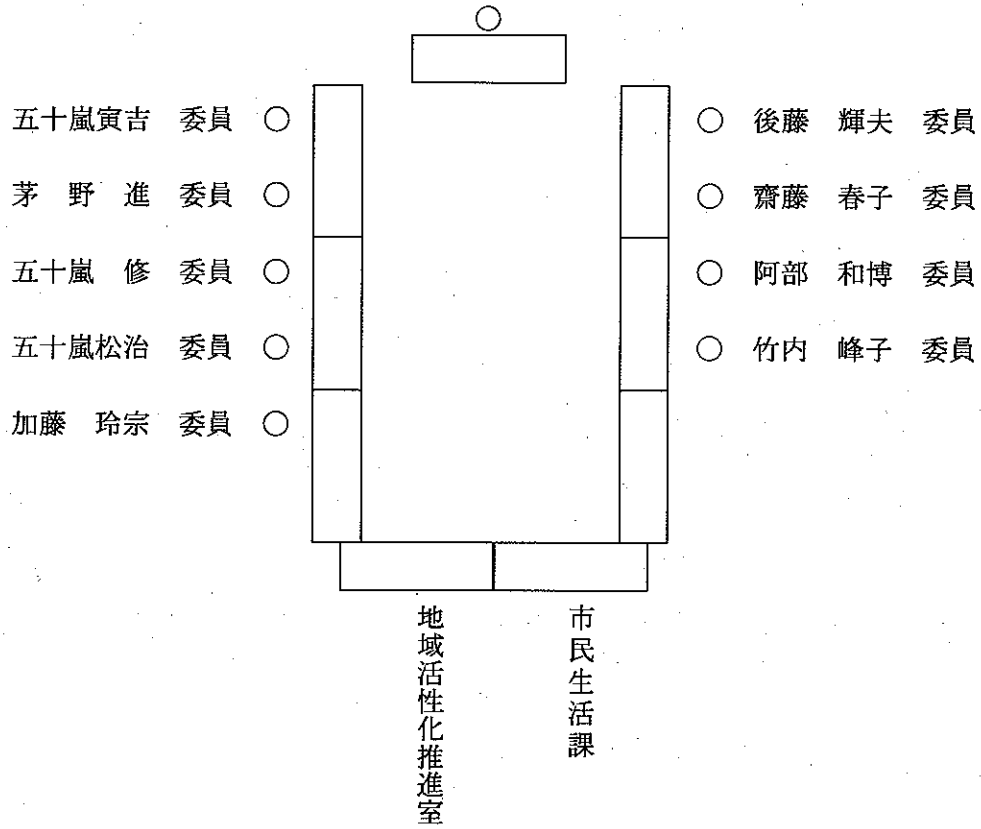 五十嵐寅吉　委員
茅　野　進　委員
五十嵐　修　委員
五十嵐松治　委員
加藤　玲宗　委員
後藤　輝夫　委員
齋藤　春子　委員
阿部　和博　委員
竹内　峰子　委員
地域活性化推進室
市民生活課